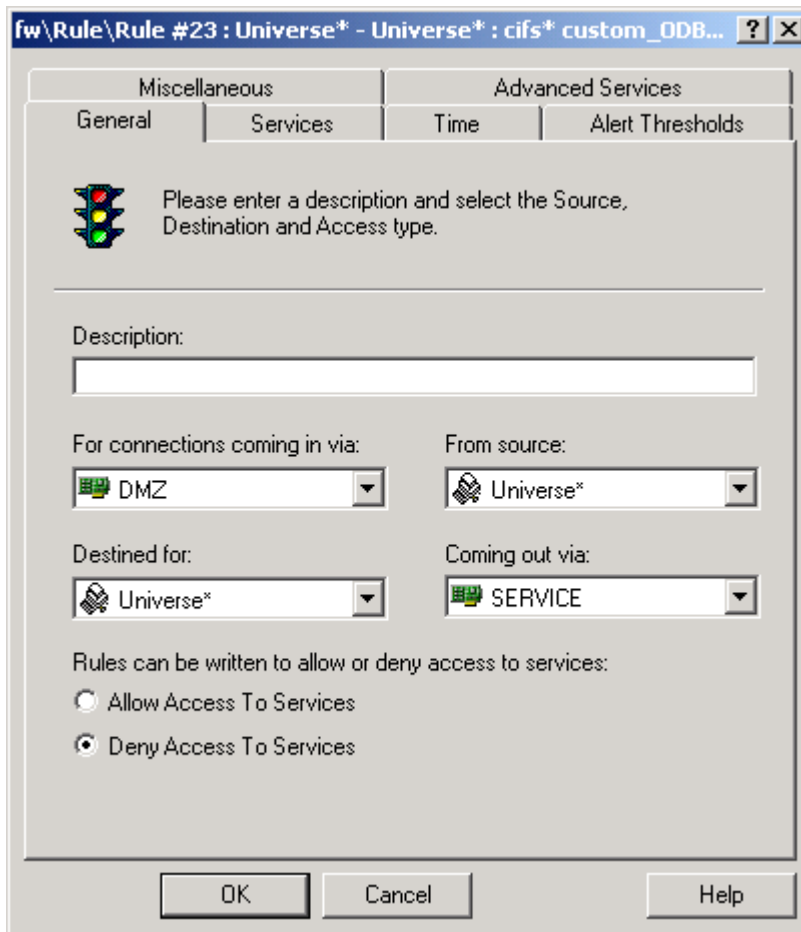 fw\Rule\Rule #23 : Universe* - Universe* : cifs* custom_ODB...
Miscellaneous
Advanced Services
General
Services
Time
Alert Thresholds
Please enter a description and select the Source,
Destination and Access type.
Description:
For connections coming in via:
From source:
DMZ
Universe*
Destined for:
Coming out via:
Universe*
SERVICE
Rules can be written to allow or deny access to services:
Allow Access To Services
Deny Access To Services
OK
Cancel
Help